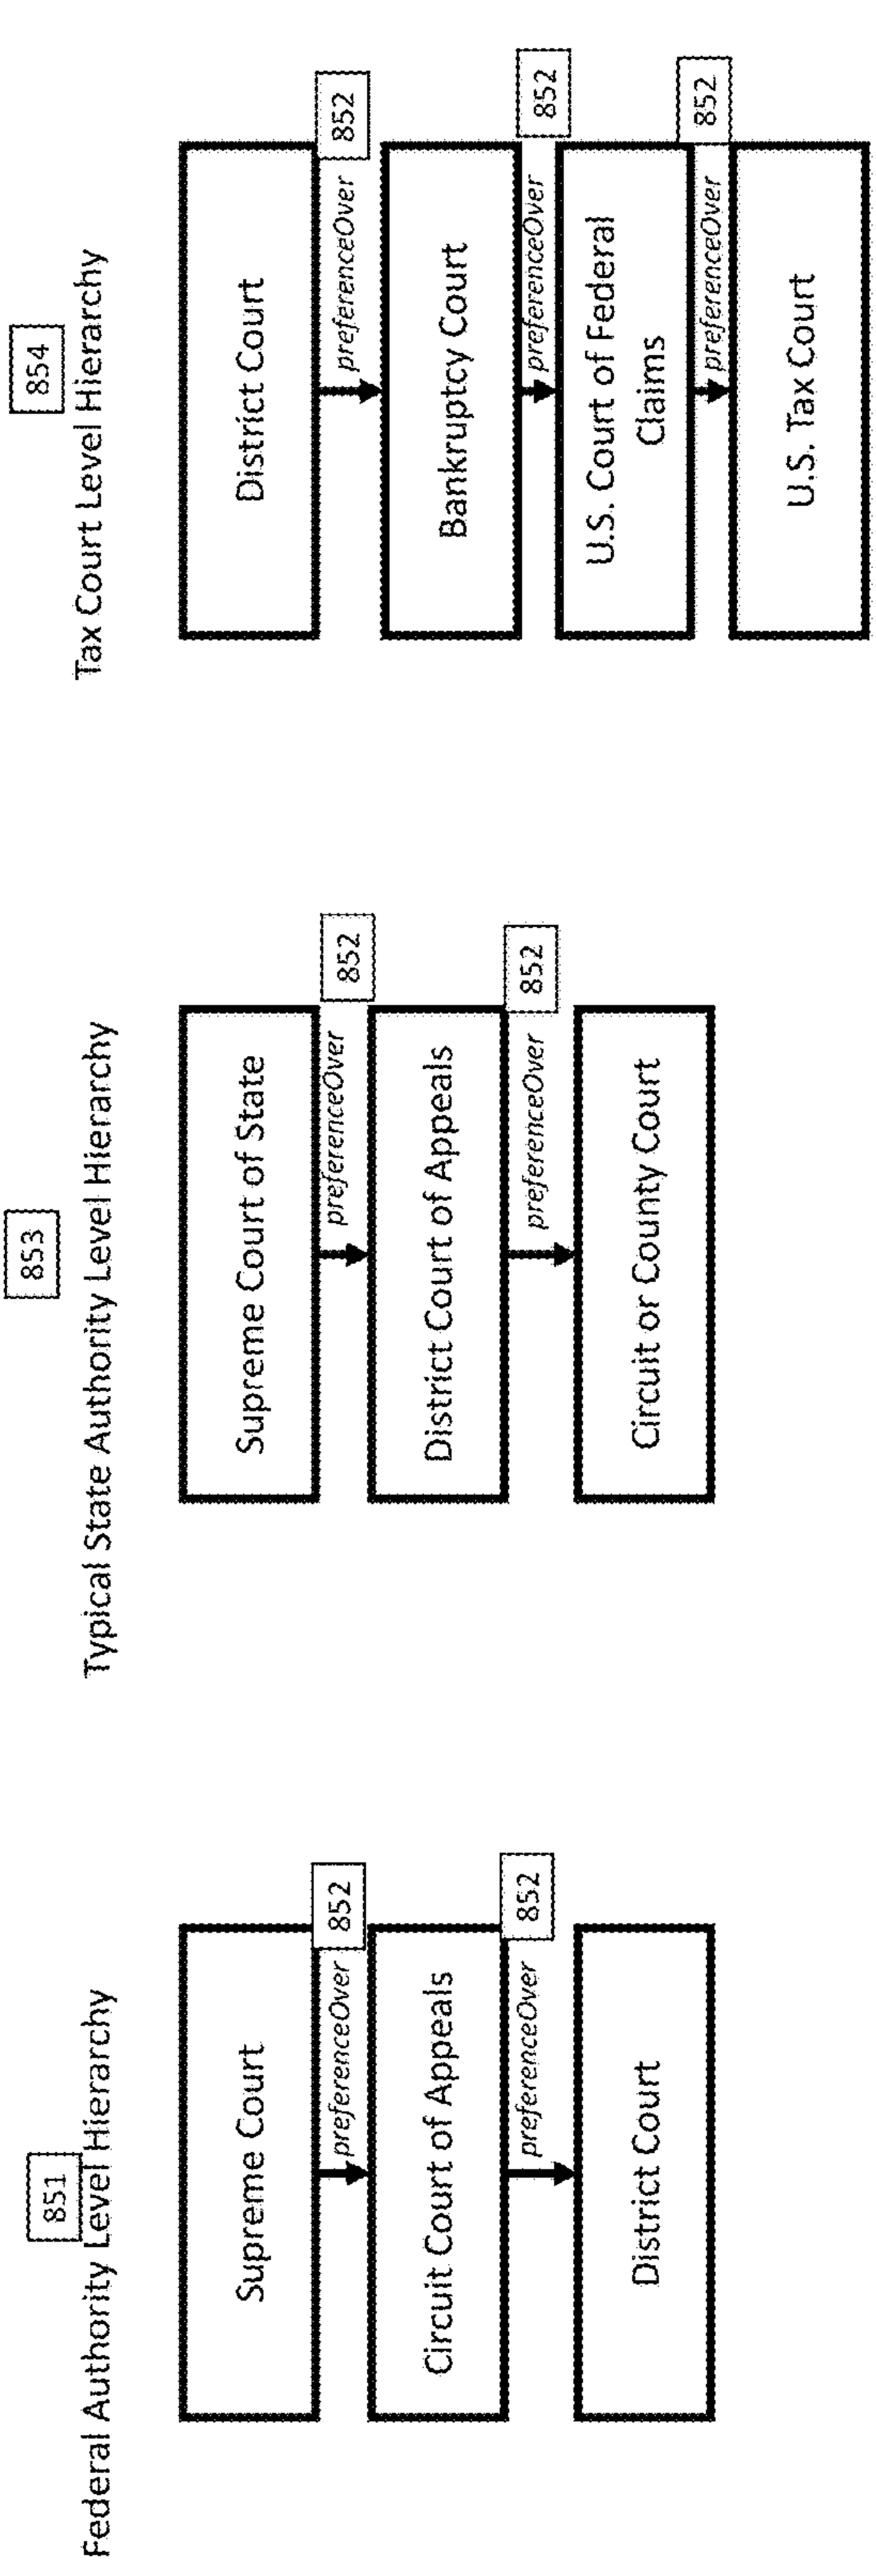 851
Federal Authority Level Hierarchy
Supreme Court
preferenceOver
852
Circuit Court of Appeals
preferenceOver
852
District Court
853
Typical State Authority Level Hierarchy
Supreme Court of State
preferenceOver
852
District Court of Appeals
preferenceOver
852
Circuit or County Court
854
Tax Court Level Hierarchy
District Court
preferenceOver
852
Bankruptcy Court
preferenceOver
852
U.S. Court of Federal
Claims
preferenceOver
852
U.S. Tax Court